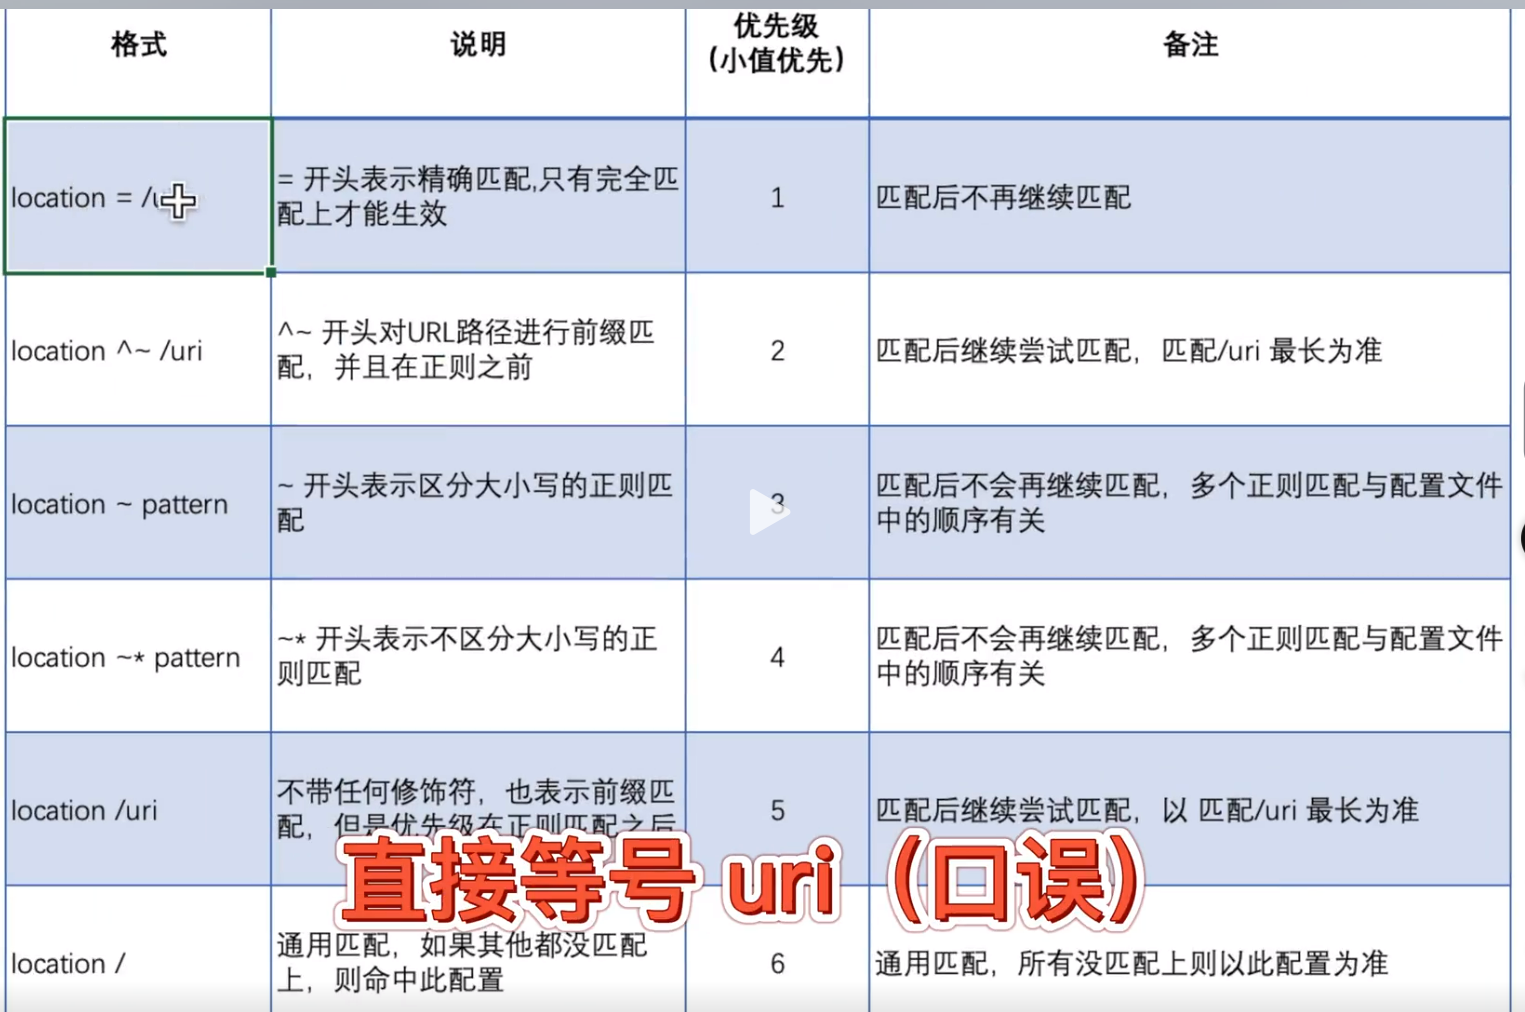 格式
说明
优先级
(小值优先)
备注
location = /
= 开头表示精确匹配,只有完全匹
配上才能生效
1
匹配后不再继续匹配
location ^~ /uri
^~ 开头对URL路径进行前缀匹
配，并且在正则之前
2
匹配后继续尝试匹配，匹配/uri 最长为准
location ~ pattern
~ 开头表示区分大小写的正则匹
配
3
匹配后不会再继续匹配，多个正则匹配与配置文件
中的顺序有关
location ~* pattern
~* 开头表示不区分大小写的正
则匹配
4
匹配后不会再继续匹配，多个正则匹配与配置文件
中的顺序有关
location /uri
不带任何修饰符，也表示前缀匹
配，但是优先级在正则匹配之后
5
匹配后继续尝试匹配，以 匹配/uri 最长为准
直接等号 uri（口误）
location /
通用匹配，如果其他都没匹配
上，则命中此配置
6
通用匹配，所有没匹配上则以此配置为准